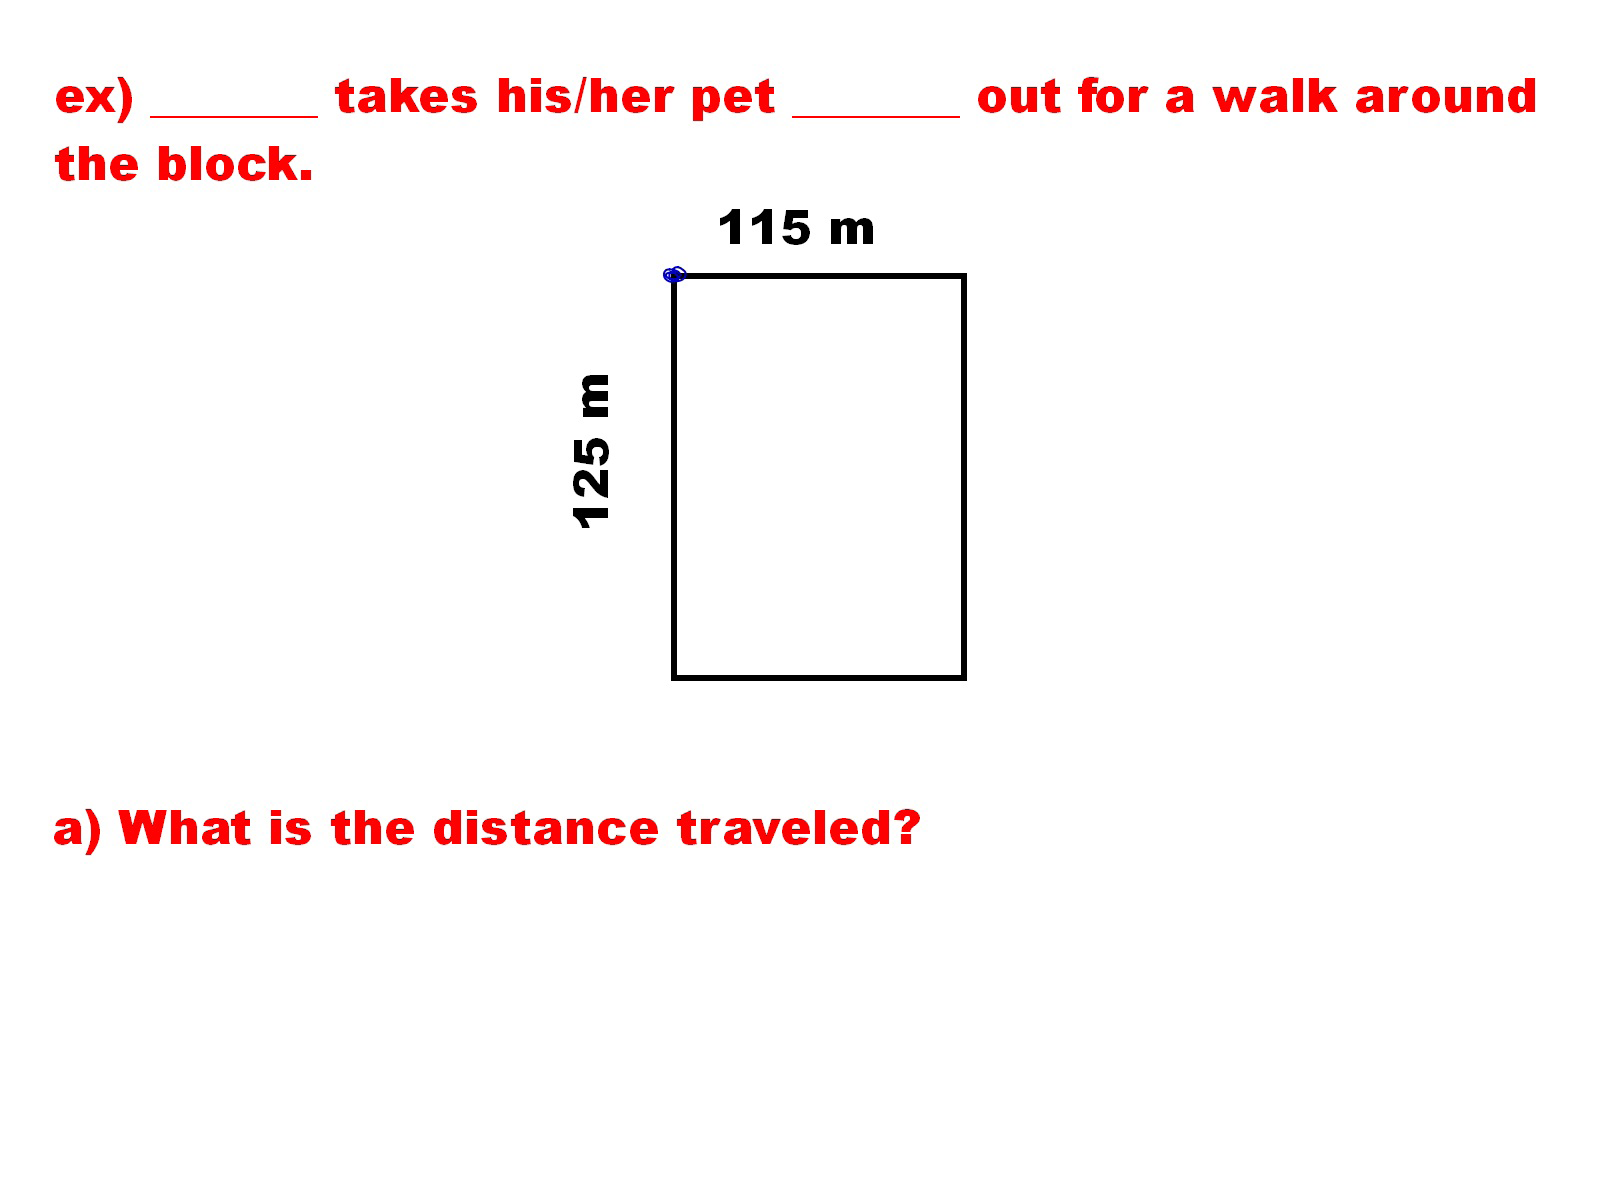 ex) _______ takes his/her pet _______ out for a walk around
the block.
115 m
125 m
a) What is the distance traveled?